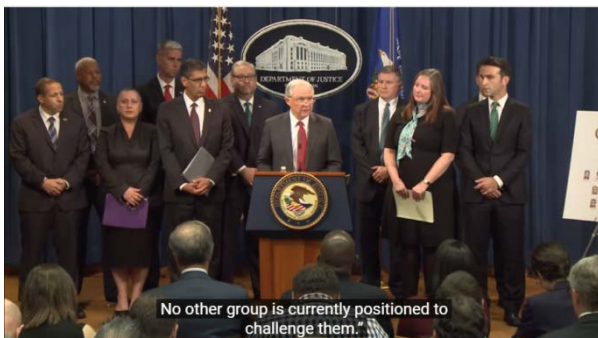 DEPARTMENT OF JUSTICE
No other group is currently positioned to
challenge them."